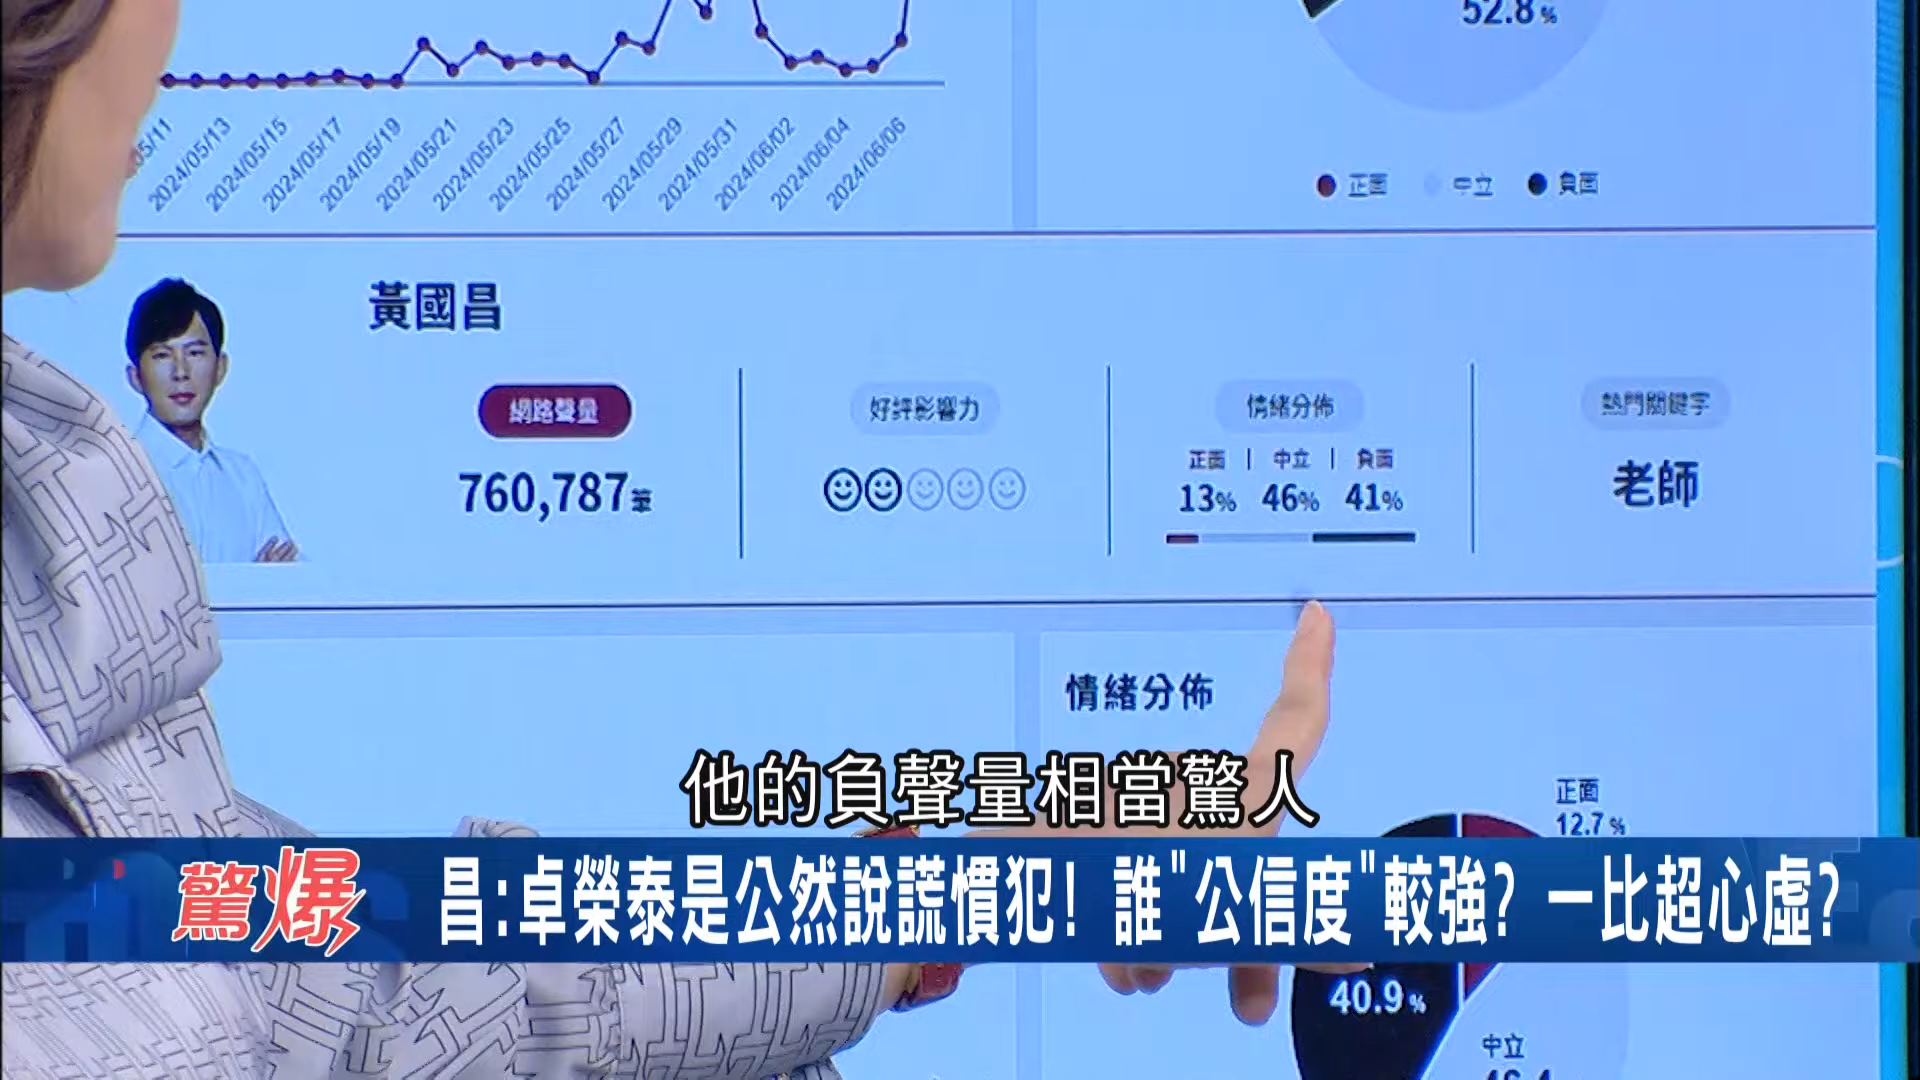 52.8%
05/11
2024/05/13
2024/05/15
2024/05/17
2024/05/19
2024/05/21
2024/05/23
2024/05/25
2024/05/27
2024/05/29
2024/05/31
2024/06/02
2024/06/04
2024/06/06
正面 中立 負面
黃國昌
網路聲量
760,787筆
好評影響力
情緒分佈
正面 | 中立 | 負面
13% 46% 41%
熱門關鍵字
老師
情緒分佈
正面
12.7%
他的負聲量相當驚人
驚爆
昌:卓榮泰是公然說謊慣犯! 誰"公信度"較強? 一比超心虛?
40.9%
中立
46.4